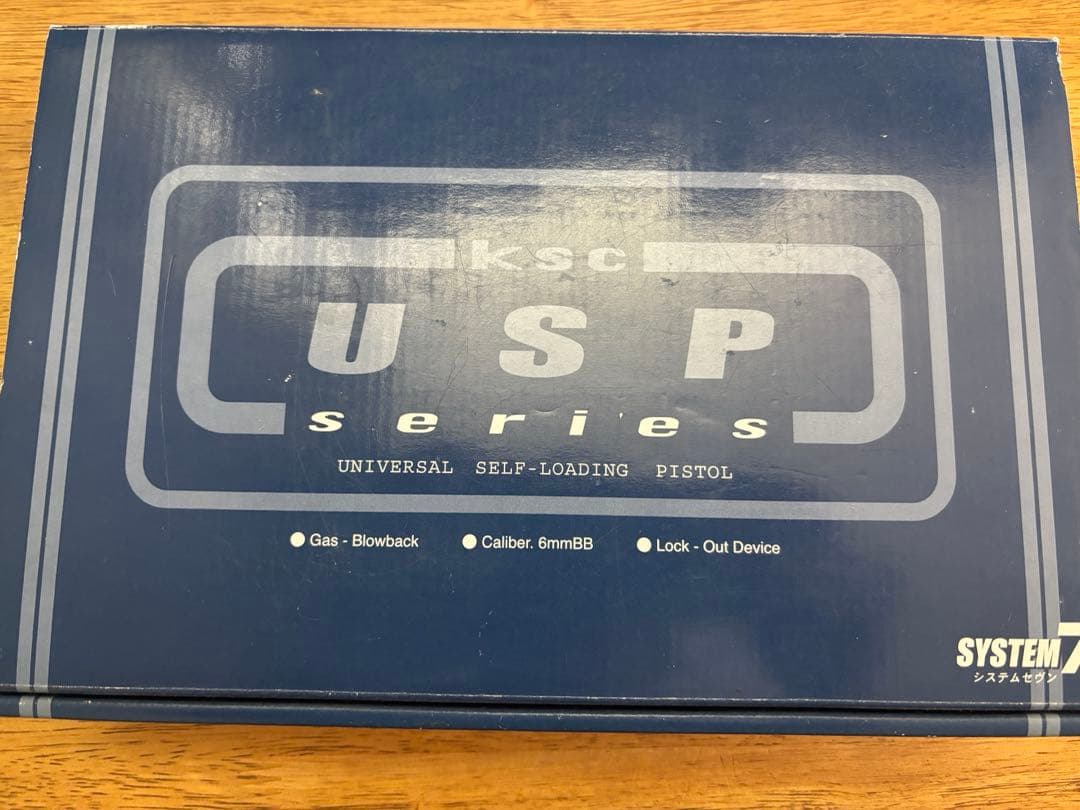 ksc
USP
series
UNIVERSAL SELF-LOADING PISTOL
Gas - Blowback
Caliber. 6mmBB
Lock - Out Device
SYSTEM7
システムセヴン